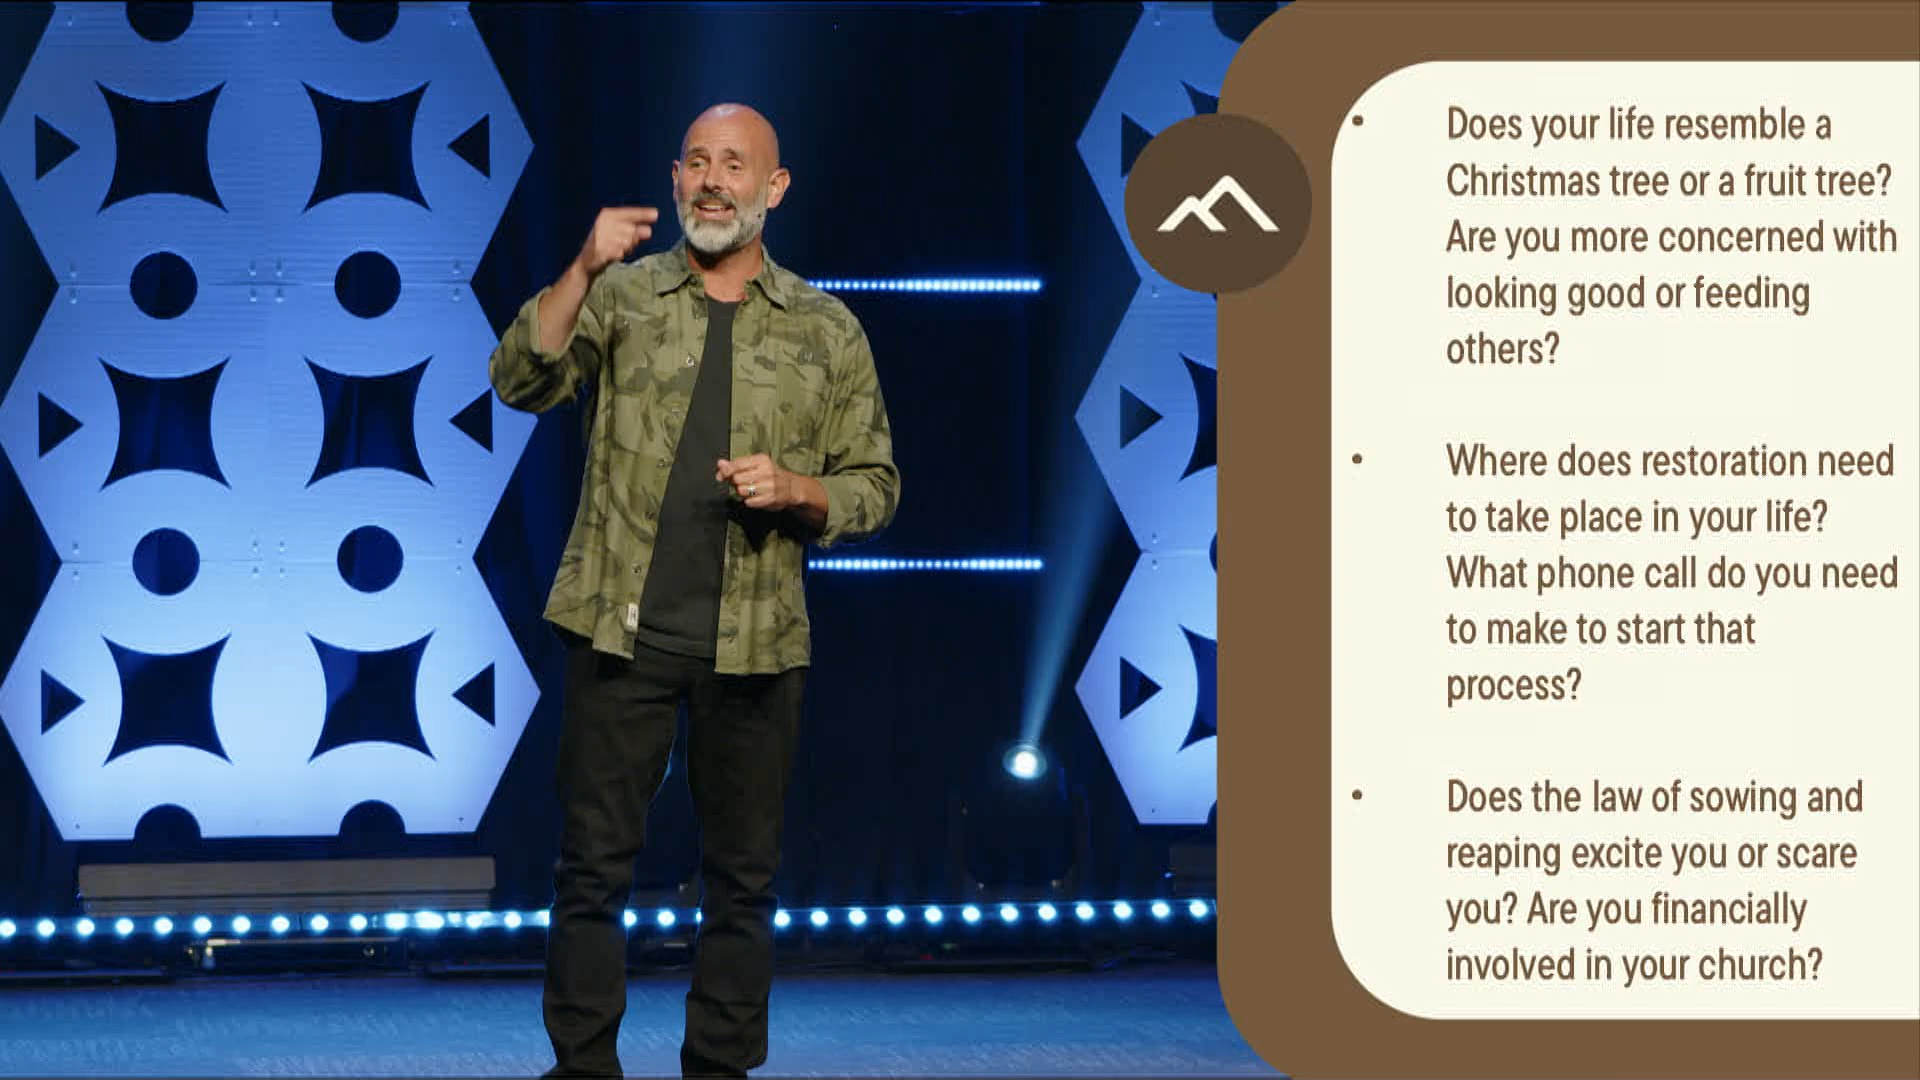 • Does your life resemble a
Christmas tree or a fruit tree?
Are you more concerned with
looking good or feeding
others?
• Where does restoration need
to take place in your life?
What phone call do you need
to make to start that
process?
• Does the law of sowing and
reaping excite you or scare
you? Are you financially
involved in your church?